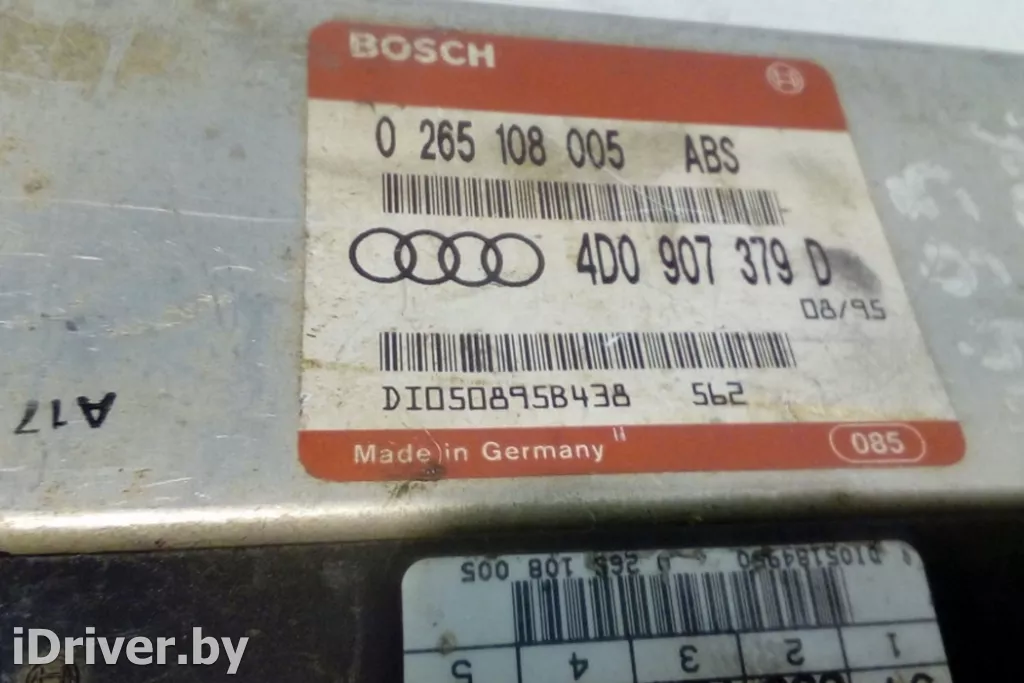 BOSCH
0 265 108 005 ABS
4D0 907 379 D
08/95
DI050895B438 562
Made in Germany
085
A17
0 265 108 005
1 2 3 4 5
iDriver.by